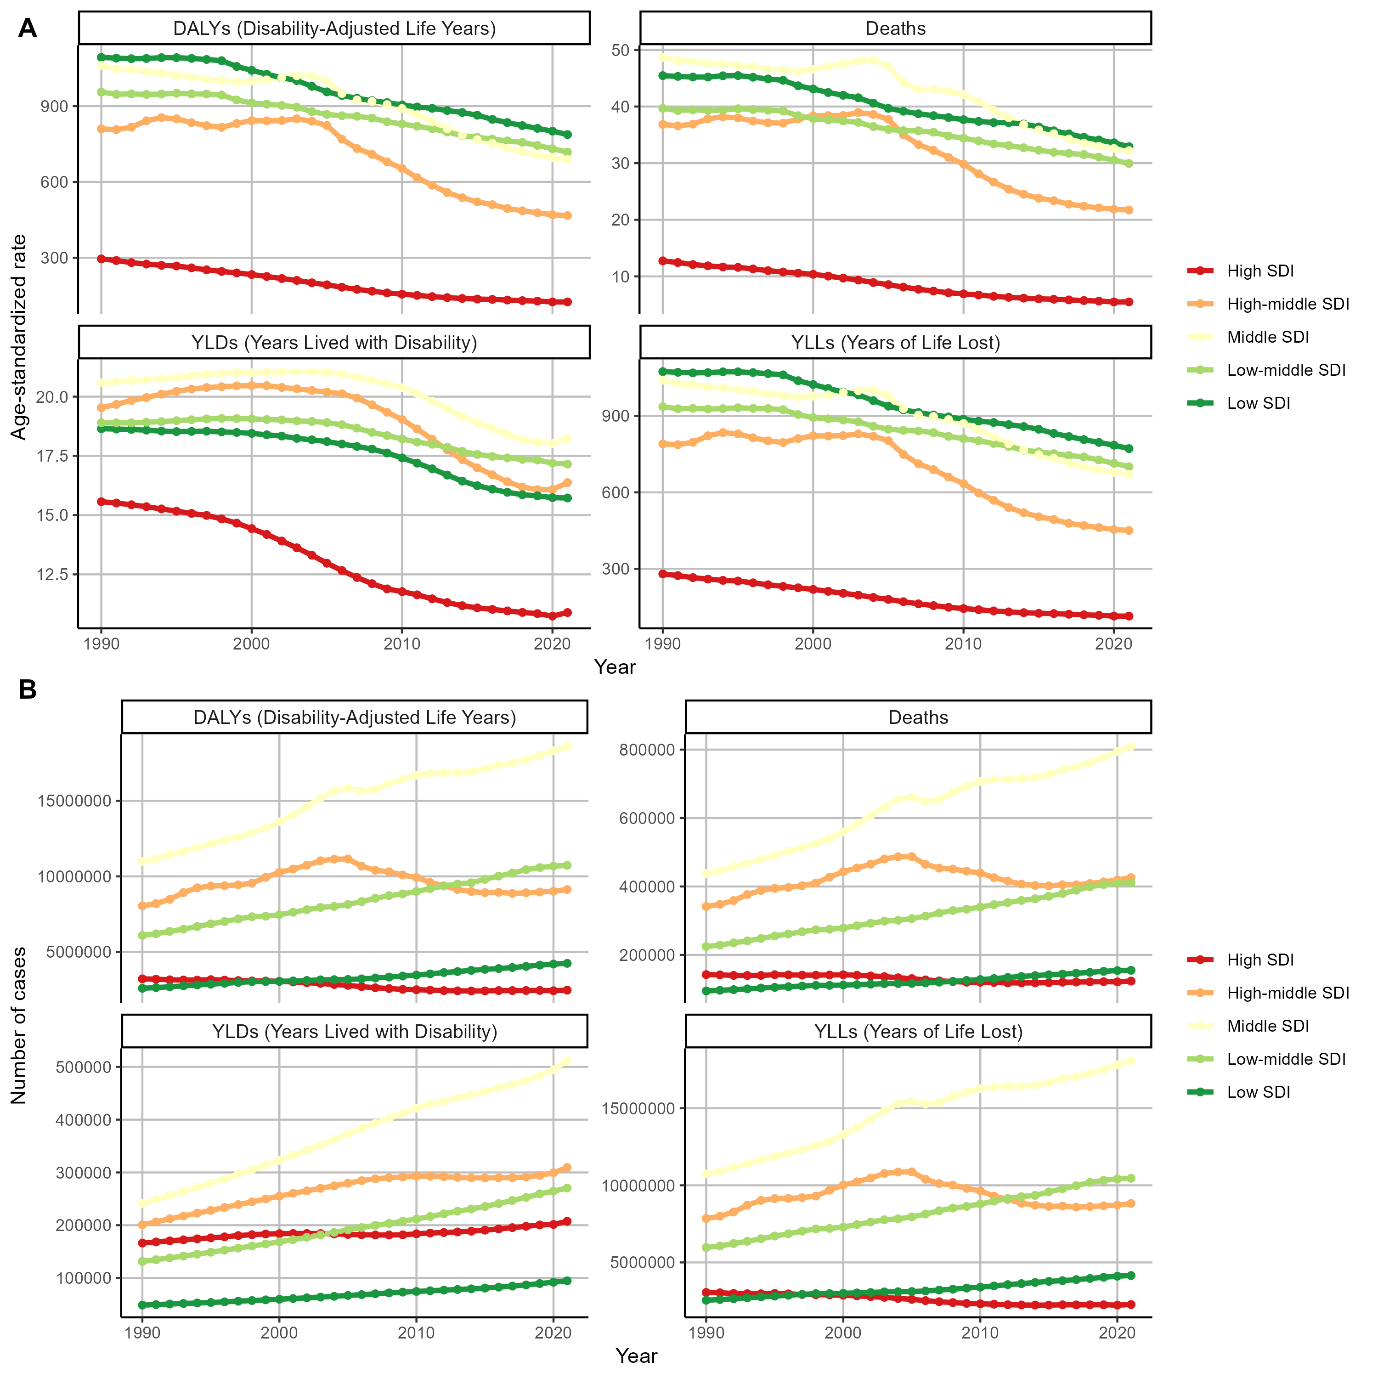 A
DALYs (Disability-Adjusted Life Years)
Deaths
900
600
300
50
40
30
20
10
YLDs (Years Lived with Disability)
YLLs (Years of Life Lost)
20.0
17.5
15.0
12.5
900
600
300
1990
2000
2010
2020
1990
2000
2010
2020
Age-standardized rate
Year
High SDI
High-middle SDI
Middle SDI
Low-middle SDI
Low SDI
B
DALYs (Disability-Adjusted Life Years)
Deaths
15000000
10000000
5000000
800000
600000
400000
200000
YLDs (Years Lived with Disability)
YLLs (Years of Life Lost)
500000
400000
300000
200000
100000
15000000
10000000
5000000
1990
2000
2010
2020
1990
2000
2010
2020
Number of cases
Year
High SDI
High-middle SDI
Middle SDI
Low-middle SDI
Low SDI